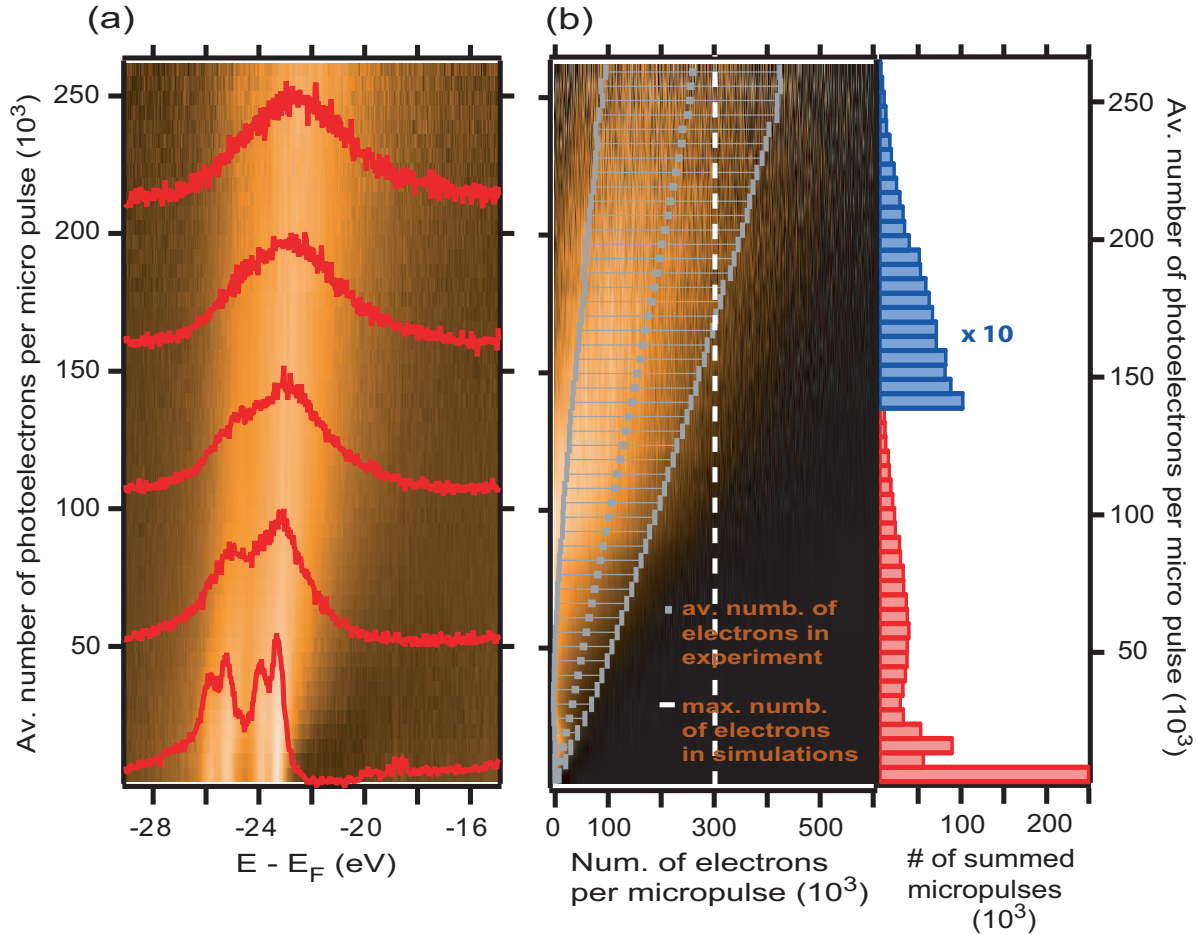 (a)
(b)
Av. number of photoelectrons per micro pulse (10³)
250
200
150
100
50
-28
-24
-20
-16
E - E_F (eV)
av. numb. of
electrons in
experiment
max. numb.
of electrons
in simulations
0
100
300
500
Num. of electrons
per micropulse (10³)
x 10
100
200
# of summed
micropulses
(10³)
250
200
150
100
50
Av. number of photoelectrons per micro pulse (10³)